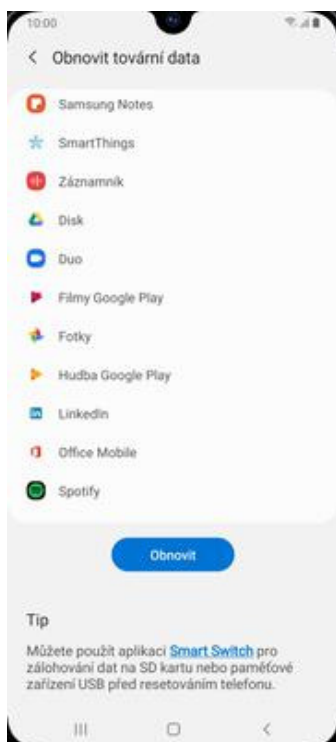 10:00
Obnovit tovární data
Samsung Notes
SmartThings
Záznamník
Disk
Duo
Filmy Google Play
Fotky
Hudba Google Play
LinkedIn
Office Mobile
Spotify
Obnovit
Tip
Můžete použít aplikaci Smart Switch pro
zálohování dat na SD kartu nebo paměťové
zařízení USB před resetováním telefonu.